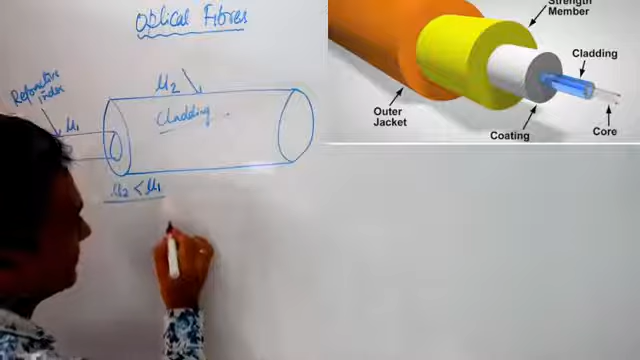 Optical Fibres
Refractive
index
μ1
μ2
Cladding
μ2 < μ1
Strength
Member
Cladding
Outer
Jacket
Coating
Core